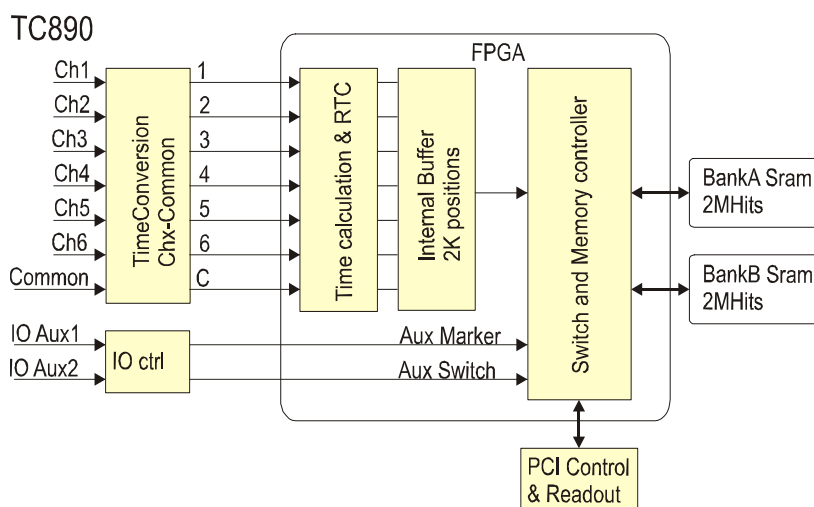 TC890
FPGA
Ch1
Ch2
Ch3
Ch4
Ch5
Ch6
Common
TimeConversion
Chx-Common
1
2
3
4
5
6
C
Time calculation & RTC
Internal Buffer
2K positions
Switch and Memory controller
BankA Sram
2MHits
BankB Sram
2MHits
IO Aux1
IO Aux2
IO ctrl
Aux Marker
Aux Switch
PCI Control
& Readout